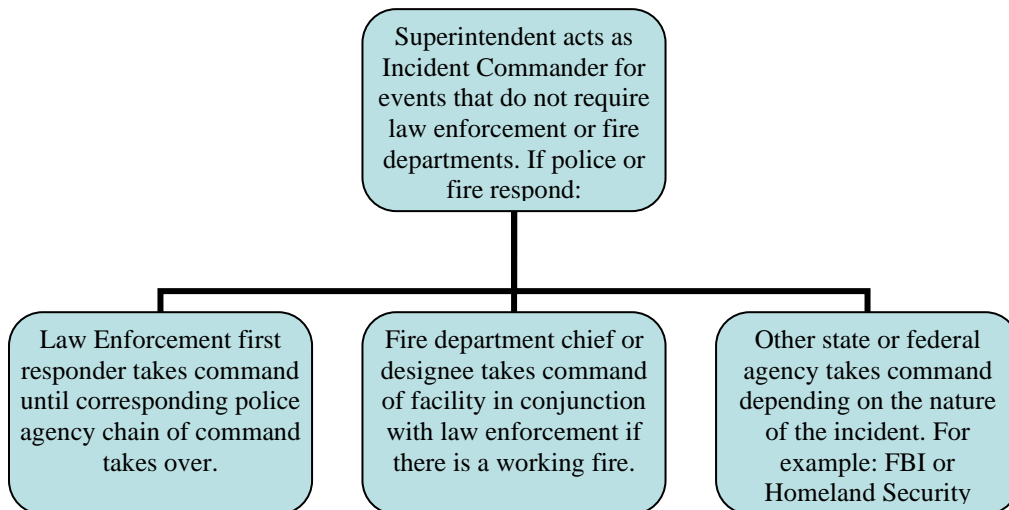 Superintendent acts as
Incident Commander for
events that do not require
law enforcement or fire
departments. If police or
fire respond:
Law Enforcement first
responder takes command
until corresponding police
agency chain of command
takes over.
Fire department chief or
designee takes command
of facility in conjunction
with law enforcement if
there is a working fire.
Other state or federal
agency takes command
depending on the nature
of the incident. For
example: FBI or
Homeland Security